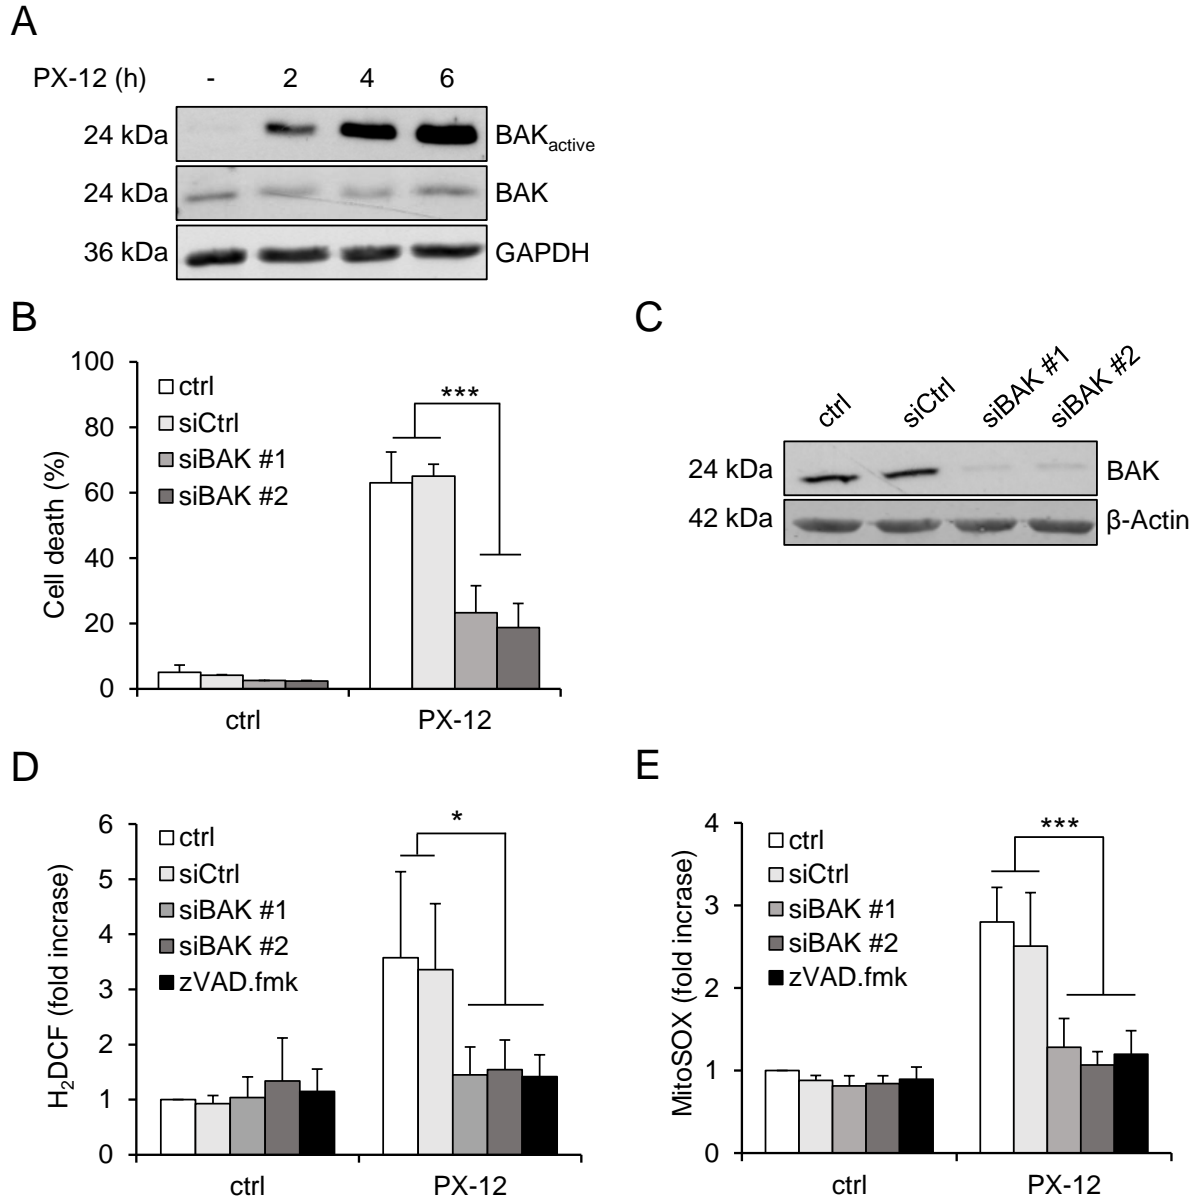 A
PX-12 (h) - 2 4 6
24 kDa BAKactive
24 kDa BAK
36 kDa GAPDH
B
Cell death (%)
100
80
60
40
20
0
ctrl
siCtrl
siBAK #1
siBAK #2
***
ctrl PX-12
C
ctrl siCtrl siBAK #1 siBAK #2
24 kDa BAK
42 kDa β-Actin
D
H₂DCF (fold incrase)
6
5
4
3
2
1
0
ctrl
siCtrl
siBAK #1
siBAK #2
zVAD.fmk
*
ctrl PX-12
E
MitoSOX (fold increase)
4
3
2
1
0
ctrl
siCtrl
siBAK #1
siBAK #2
zVAD.fmk
***
ctrl PX-12